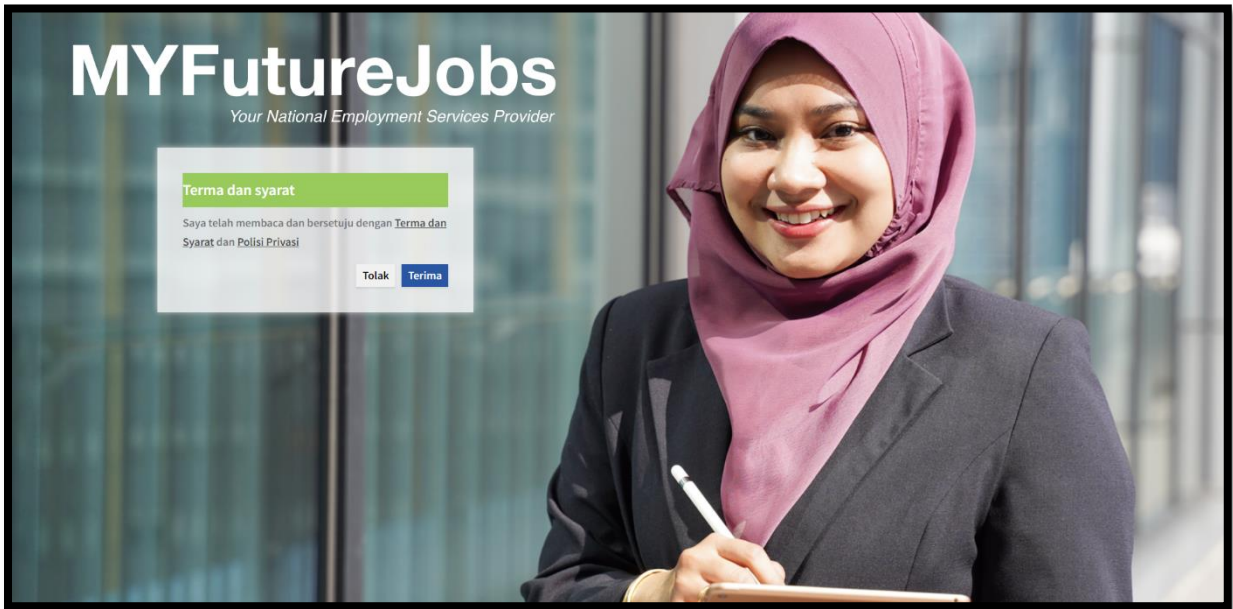 MYFutureJobs
Your National Employment Services Provider
Terma dan syarat
Saya telah membaca dan bersetuju dengan Terma dan
Syarat dan Polisi Privasi
Tolak Terima